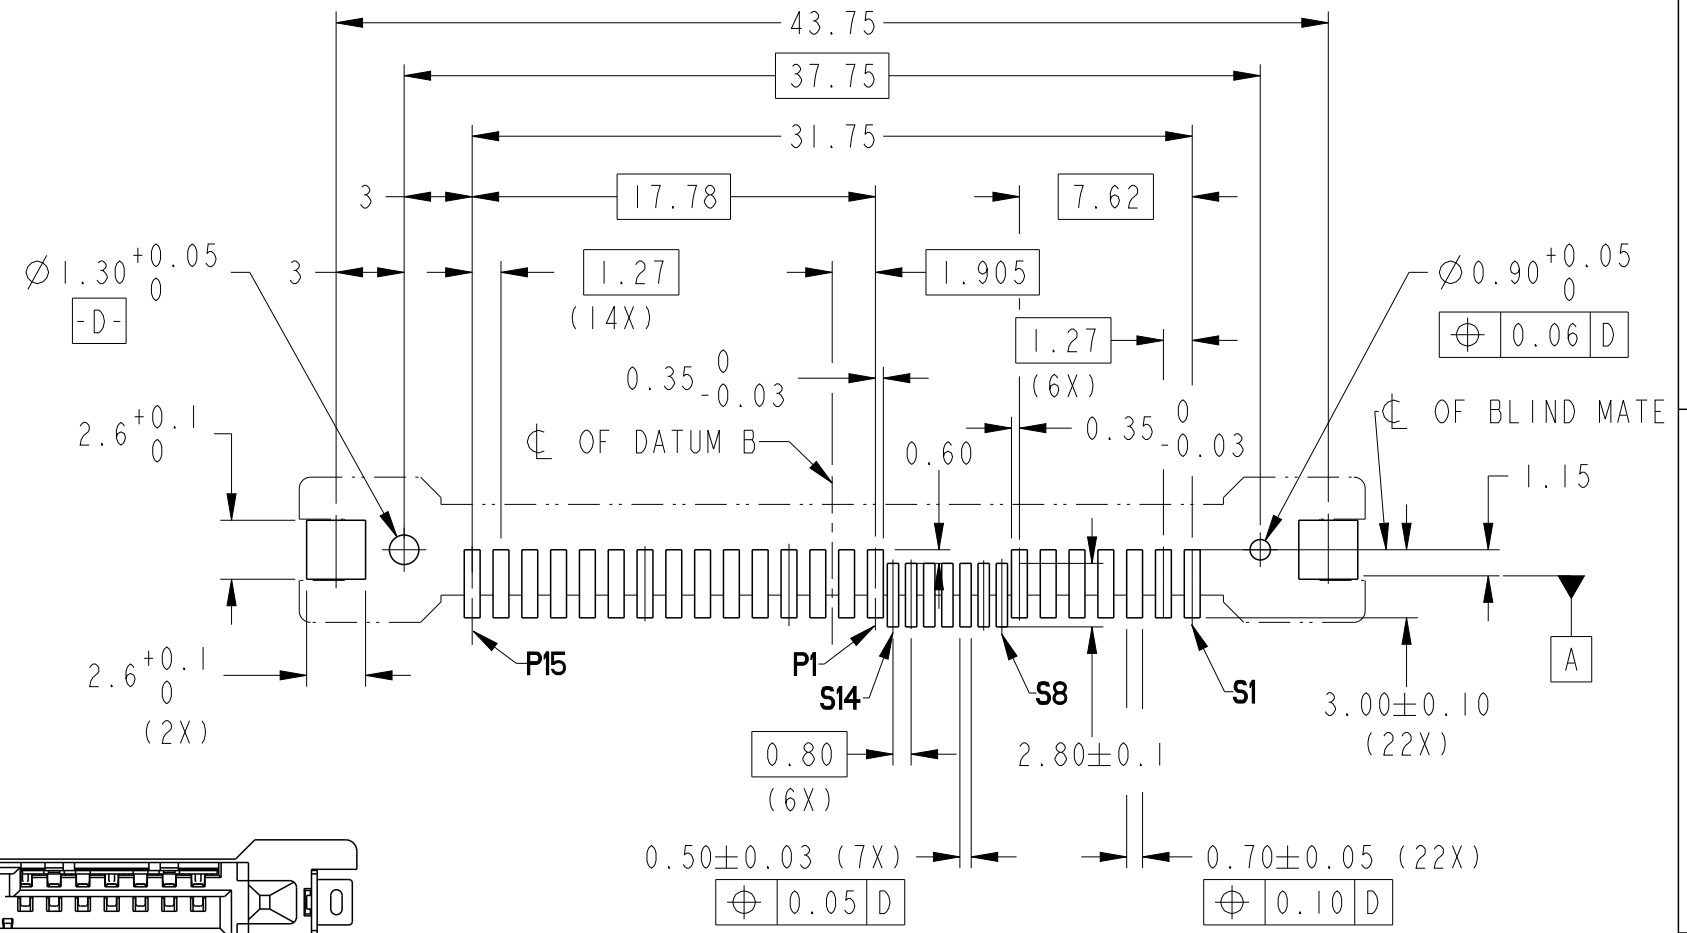 43.75
37.75
31.75
3
17.78
7.62
Ø1.30 +0.05 0
-D-
3
1.27
(14X)
1.905
Ø0.90 +0.05 0
⌖ 0.06 D
1.27
(6X)
0.35 0 -0.03
2.6 +0.1 0
℄ OF DATUM B
0.60
0.35 0 -0.03
℄ OF BLIND MATE
1.15
2.6 +0.1 0
(2X)
P15
P1
S14
S8
S1
A
3.00±0.10
(22X)
0.80
(6X)
2.80±0.1
0.50±0.03 (7X)
⌖ 0.05 D
0.70±0.05 (22X)
⌖ 0.10 D